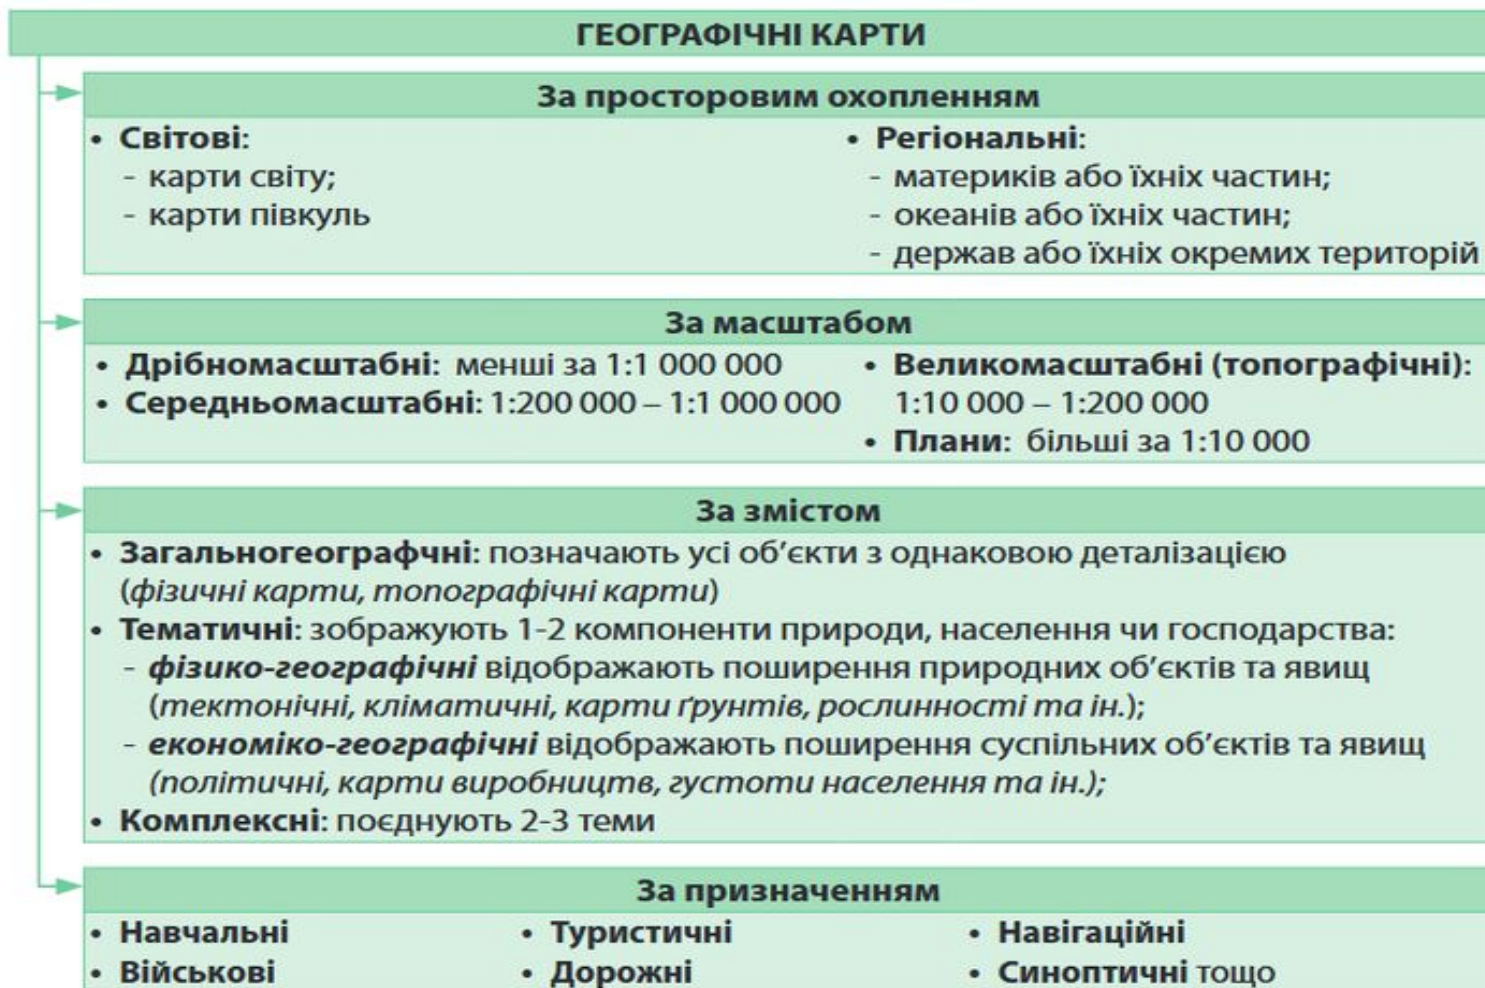 ГЕОГРАФІЧНІ КАРТИ
За просторовим охопленням
• Світові:
- карти світу;
- карти півкуль
• Регіональні:
- материків або їхніх частин;
- океанів або їхніх частин;
- держав або їхніх окремих територій
За масштабом
• Дрібномасштабні: менші за 1:1 000 000
• Середньомасштабні: 1:200 000 – 1:1 000 000
• Великомасштабні (топографічні):
1:10 000 – 1:200 000
• Плани: більші за 1:10 000
За змістом
• Загальногеографчні: позначають усі об’єкти з однаковою деталізацією
(фізичні карти, топографічні карти)
• Тематичні: зображують 1-2 компоненти природи, населення чи господарства:
- фізико-географічні відображають поширення природних об’єктів та явищ
(тектонічні, кліматичні, карти ґрунтів, рослинності та ін.);
- економіко-географічні відображають поширення суспільних об’єктів та явищ
(політичні, карти виробництв, густоти населення та ін.);
• Комплексні: поєднують 2-3 теми
За призначенням
• Навчальні
• Військові
• Туристичні
• Дорожні
• Навігаційні
• Синоптичні тощо